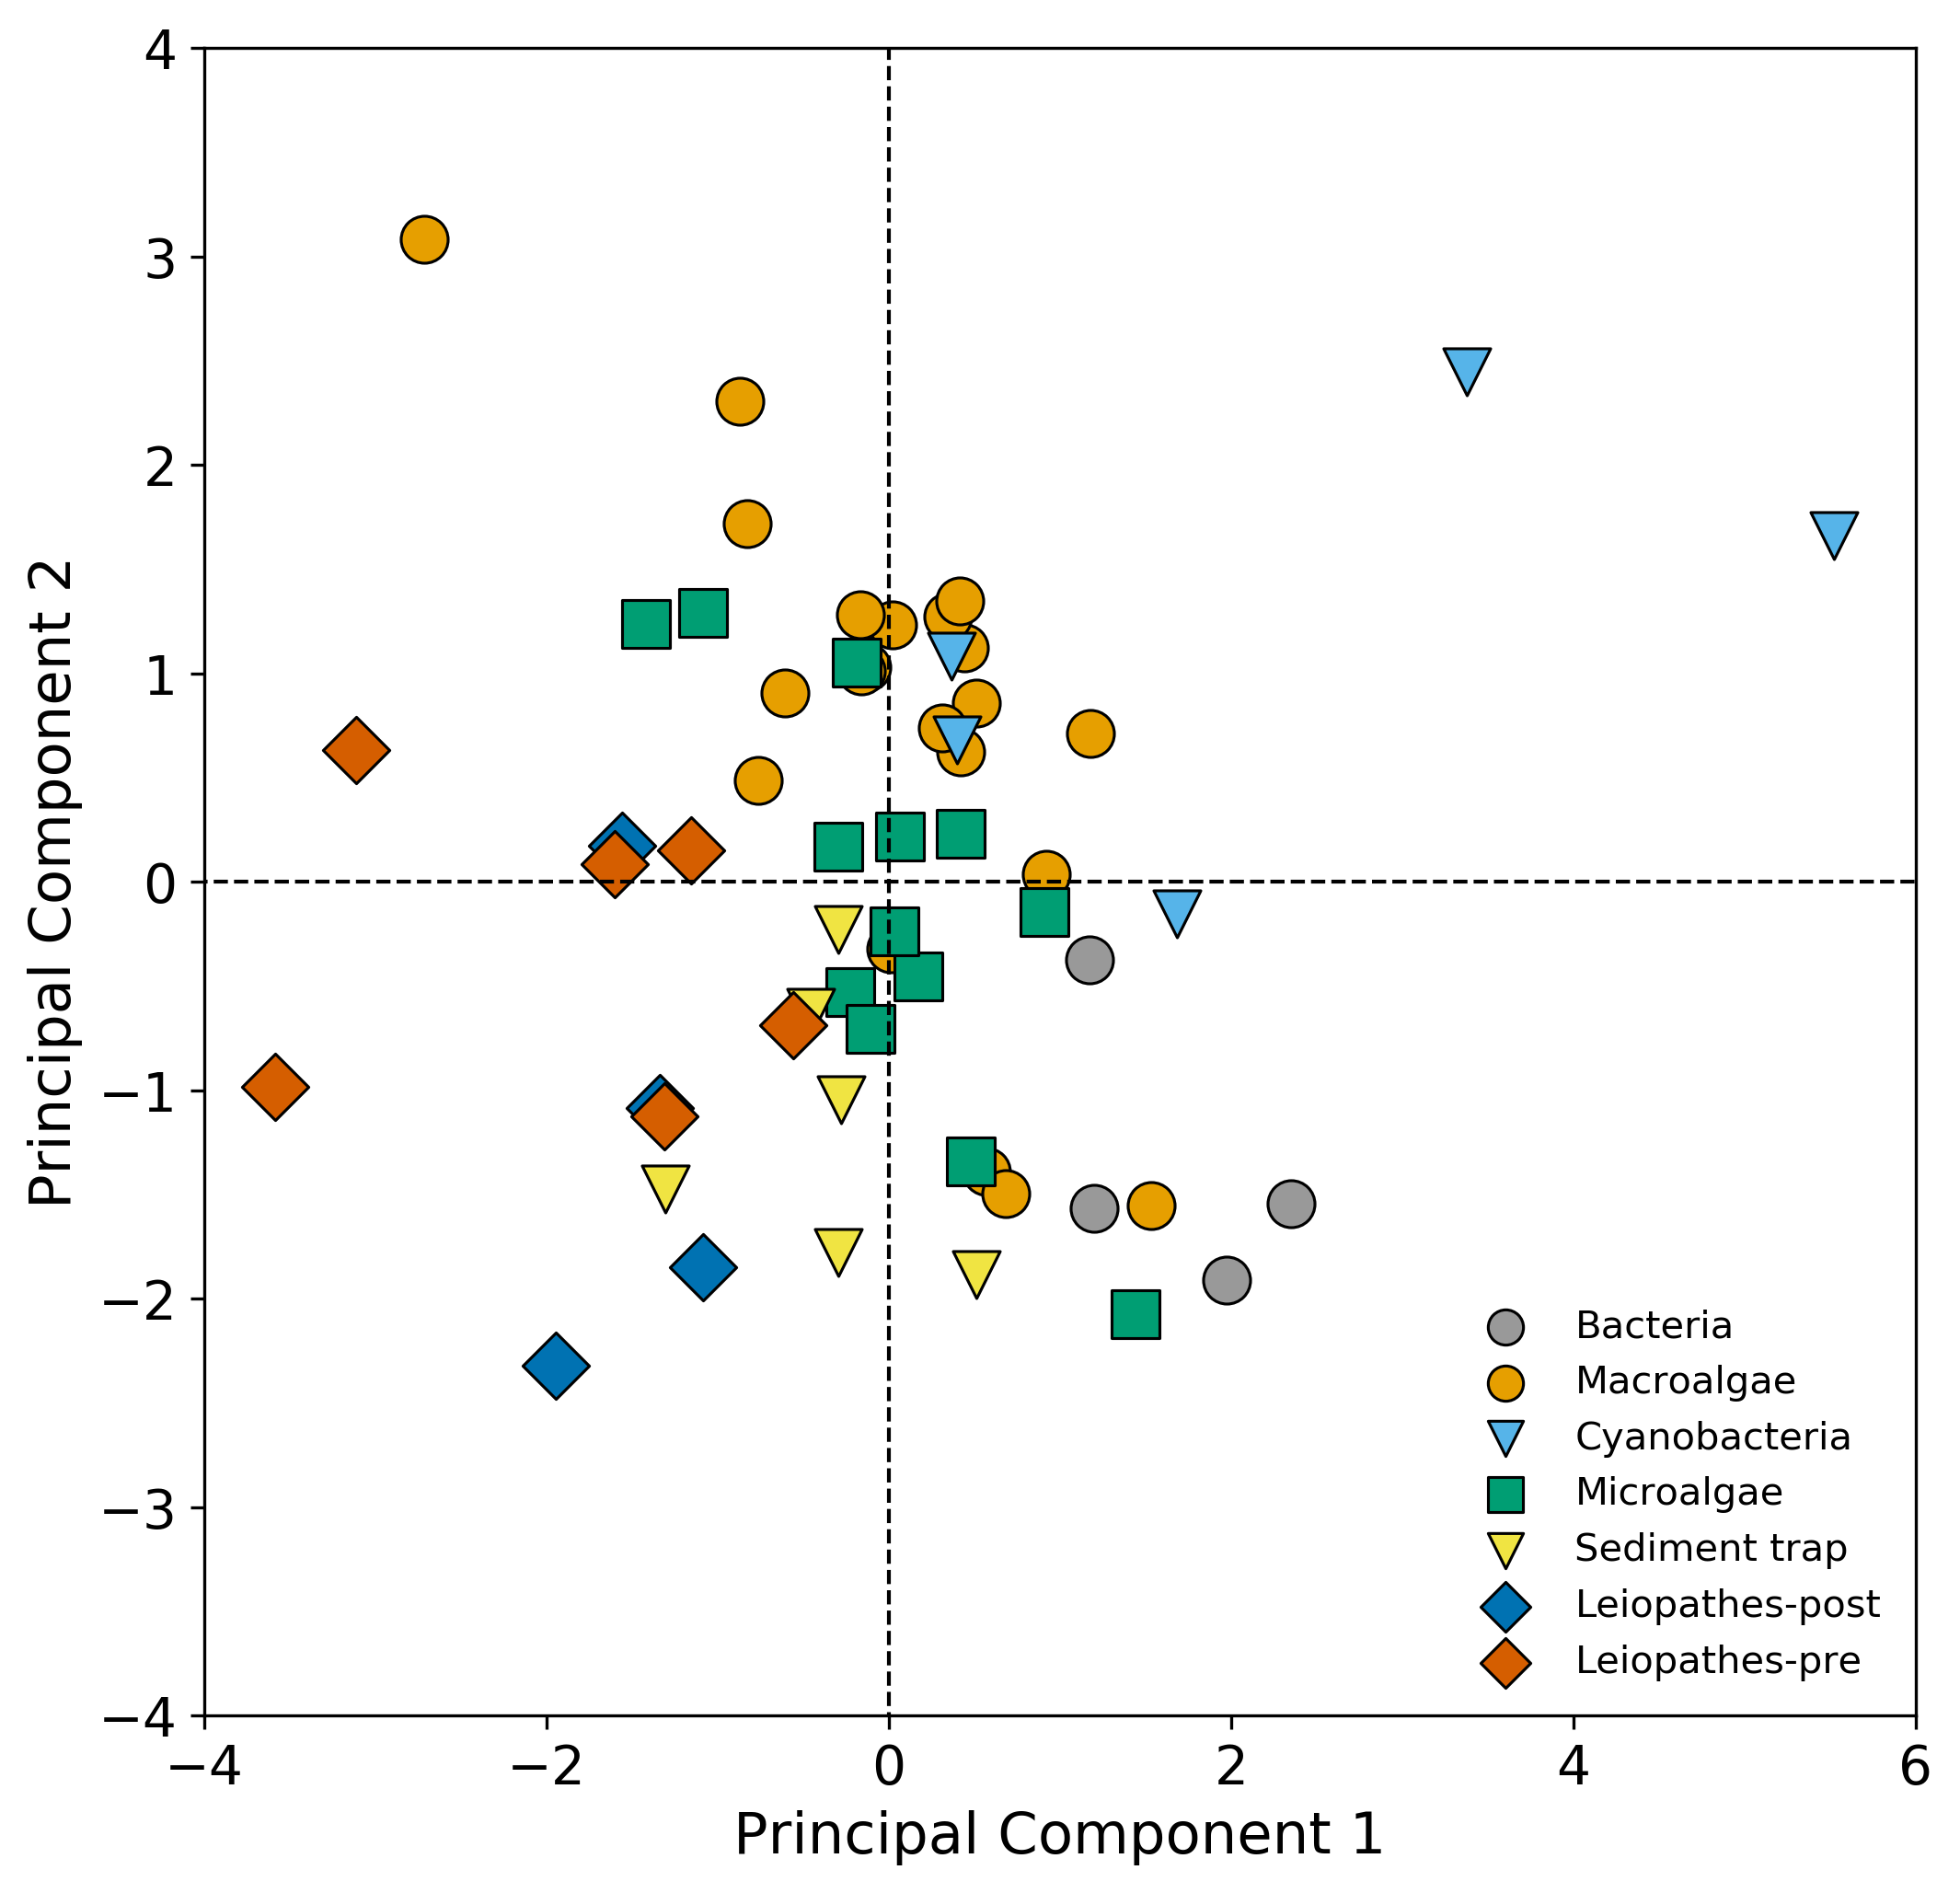 4
3
2
1
0
−1
−2
−3
−4
Principal Component 2
−4
−2
0
2
4
6
Principal Component 1
Bacteria
Macroalgae
Cyanobacteria
Microalgae
Sediment trap
Leiopathes-post
Leiopathes-pre